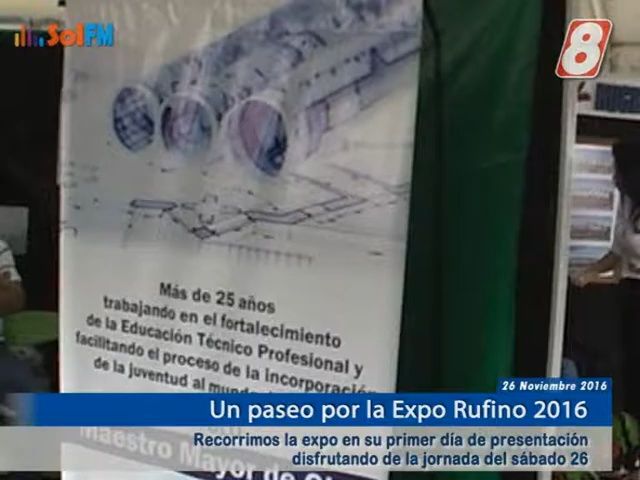 SolFM
8
Más de 25 años
trabajando en el fortalecimiento
de la Educación Técnico Profesional y
facilitando el proceso de la Incorporación
de la juventud al
Maestro Mayor de
26 Noviembre 2016
Un paseo por la Expo Rufino 2016
Recorrimos la expo en su primer día de presentación
disfrutando de la jornada del sábado 26